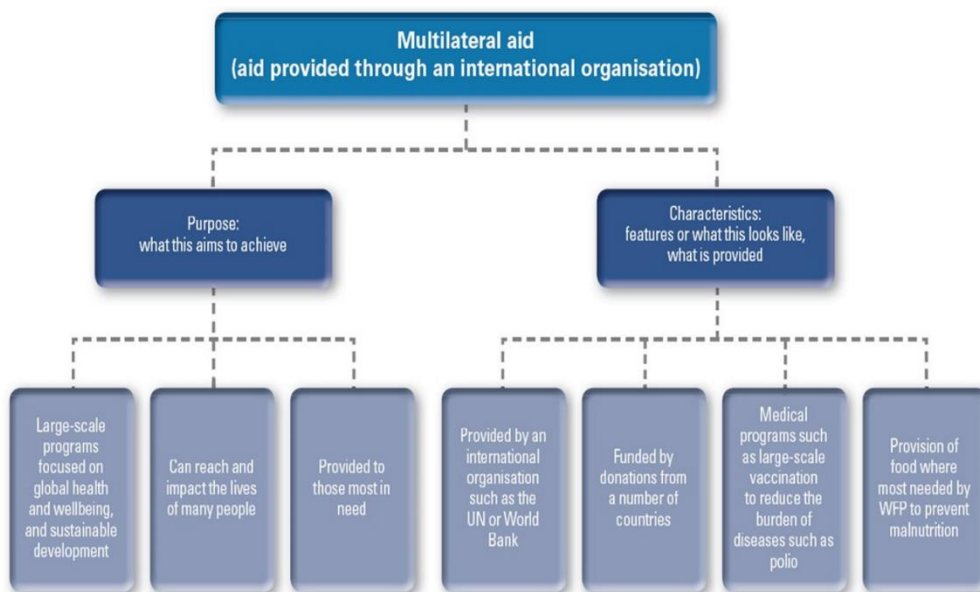 Multilateral aid
(aid provided through an international organisation)
Purpose:
what this aims to achieve
Characteristics:
features or what this looks like,
what is provided
Large-scale
programs
focused on
global health
and wellbeing,
and sustainable
development
Can reach and
impact the lives
of many people
Provided to
those most in
need
Provided by an
international
organisation
such as the
UN or World
Bank
Funded by
donations from
a number of
countries
Medical
programs such
as large-scale
vaccination
to reduce the
burden of
diseases such as
polio
Provision of
food where
most needed by
WFP to prevent
malnutrition